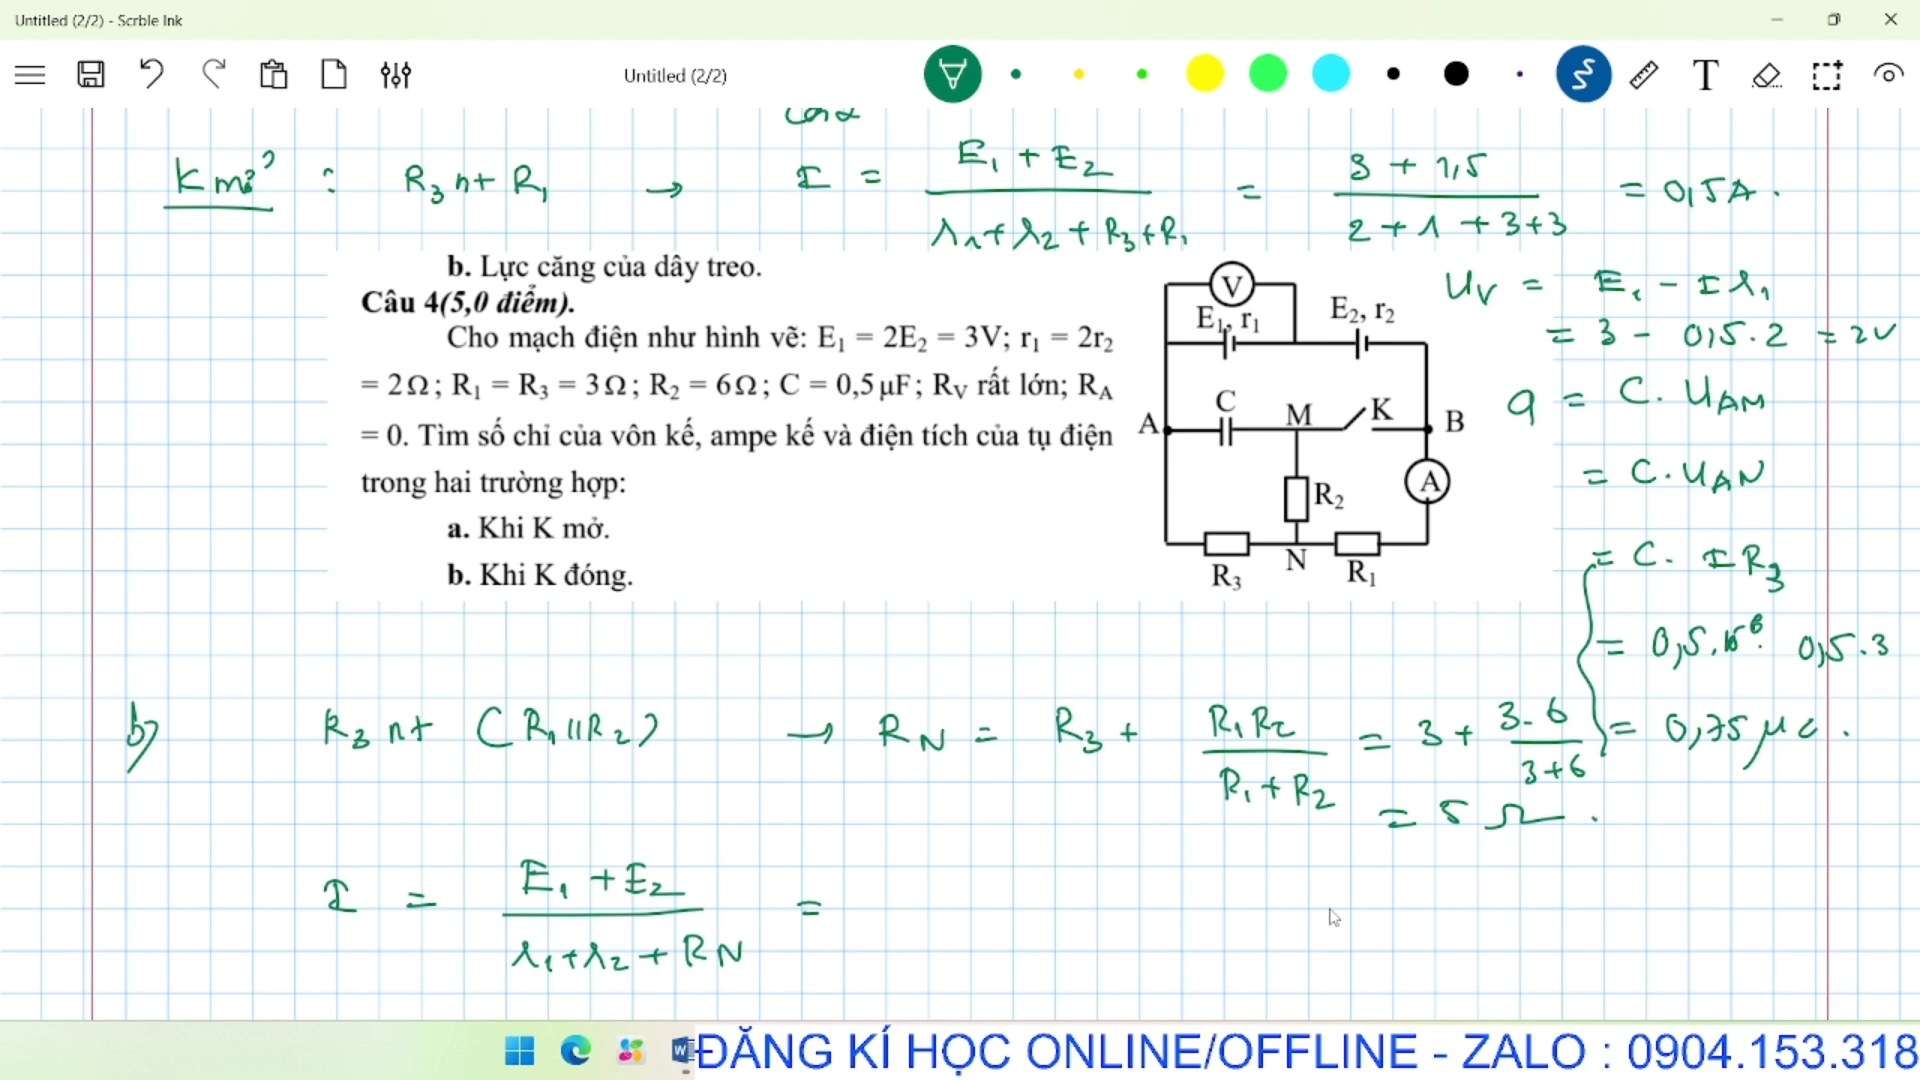 Untitled (2/2) - Scrble Ink
Untitled (2/2)
T
cosα
K mở : R3 nt R1 → I = E1 + E2 / r1 + r2 + R3 + R1 = 3 + 1,5 / 2 + 1 + 3 + 3 = 0,5A.
b. Lực căng của dây treo.
Câu 4(5,0 điểm).
Cho mạch điện như hình vẽ: E1 = 2E2 = 3V; r1 = 2r2
= 2Ω; R1 = R3 = 3Ω; R2 = 6Ω; C = 0,5μF; RV rất lớn; RA
= 0. Tìm số chỉ của vôn kế, ampe kế và điện tích của tụ điện
trong hai trường hợp:
a. Khi K mở.
b. Khi K đóng.
V
E1, r1
E2, r2
C
M
K
A
B
R2
A
R3
N
R1
UV = E1 - I r1
= 3 - 0,5.2 = 2V
q = C. UAM
= C. UAN
= C. I R3
= 0,5.10-6. 0,5.3
= 0,75 μC.
b) R3 nt (R1 // R2) → RN = R3 + R1R2 / R1 + R2 = 3 + 3.6 / 3+6
= 5 Ω.
I = E1 + E2 / r1 + r2 + RN =
ĐĂNG KÍ HỌC ONLINE/OFFLINE - ZALO : 0904.153.318